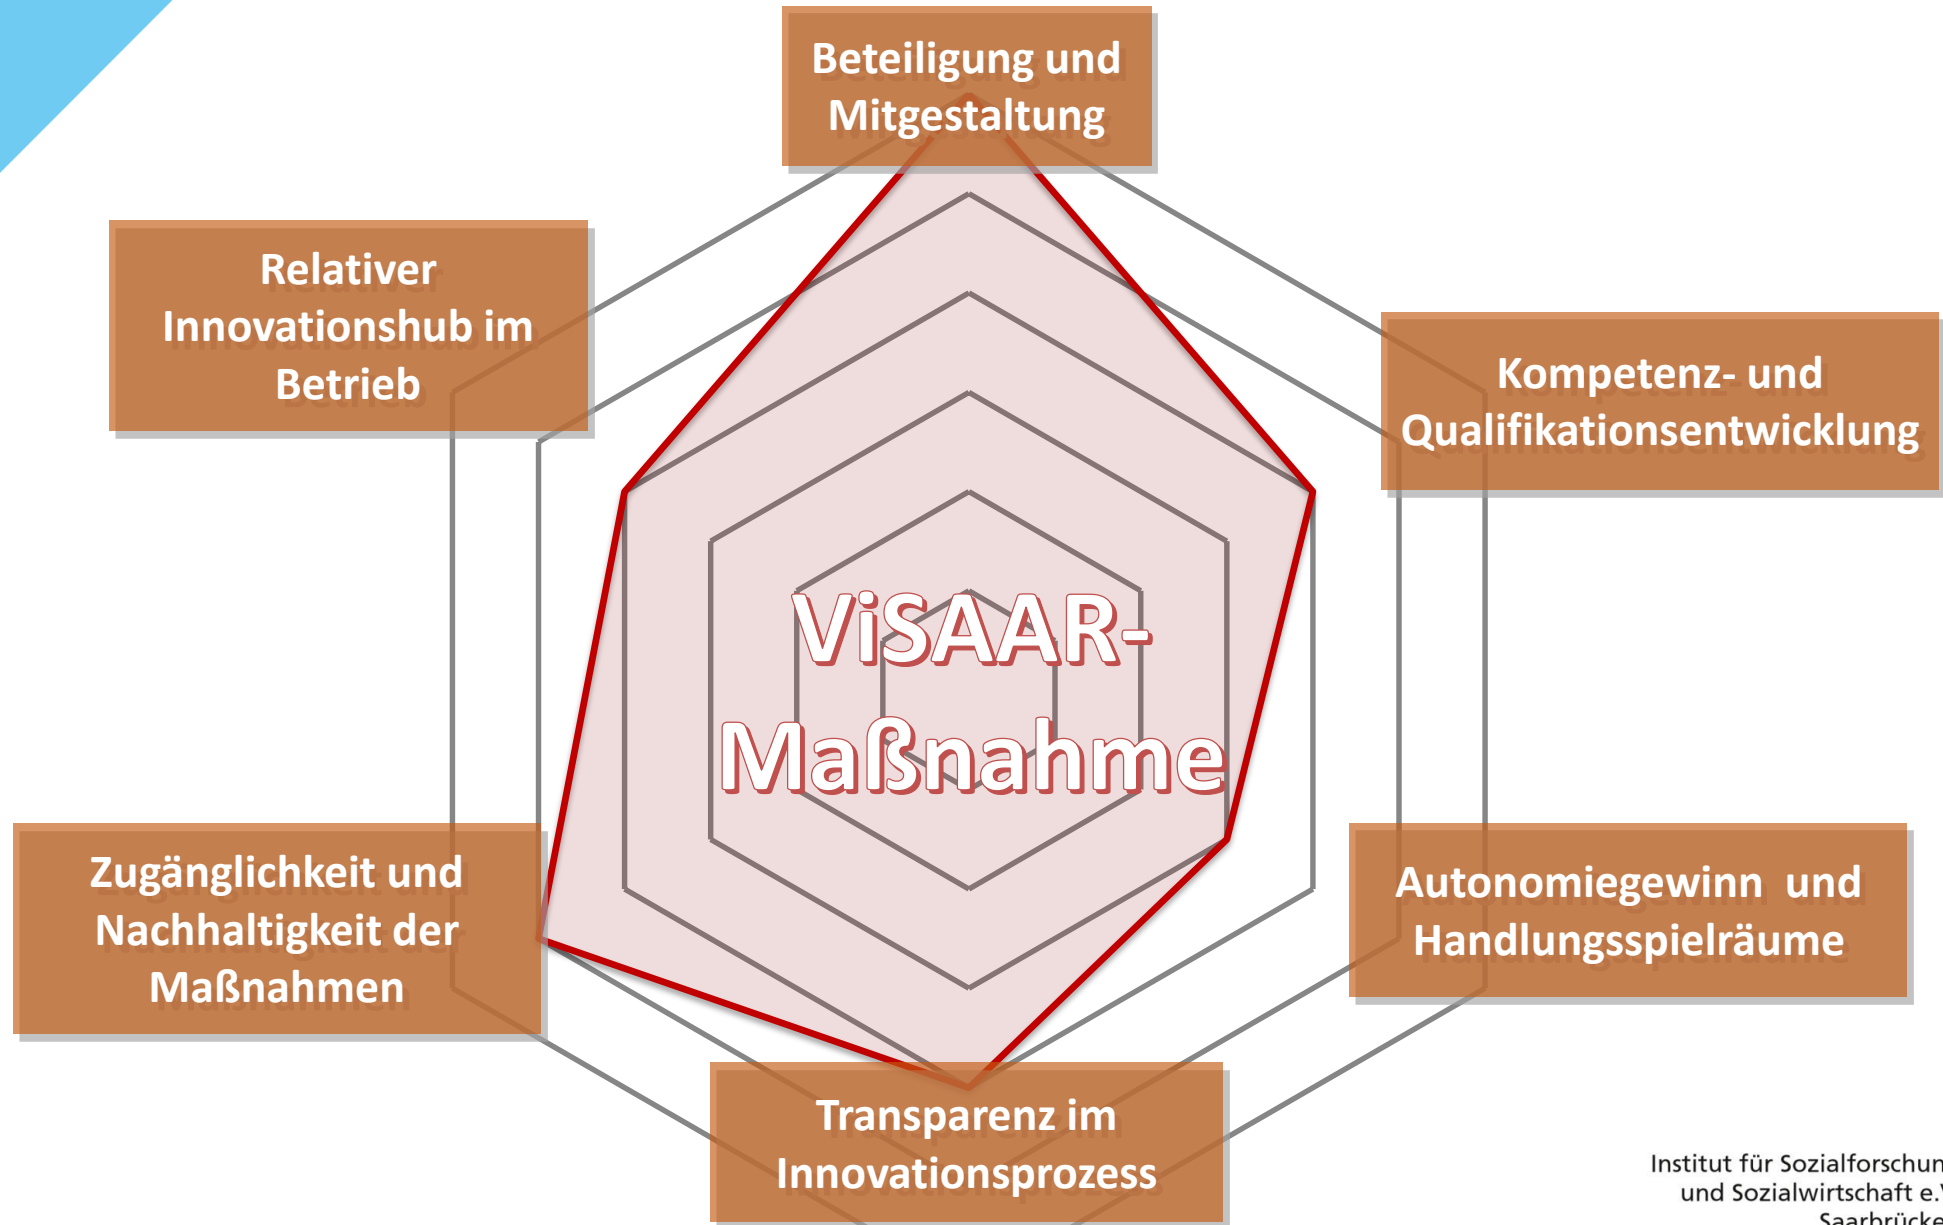 Beteiligung und
Mitgestaltung
Relativer
Innovationshub im
Betrieb
Kompetenz- und
Qualifikationsentwicklung
ViSAAR-
Maßnahme
Zugänglichkeit und
Nachhaltigkeit der
Maßnahmen
Autonomiegewinn und
Handlungsspielräume
Transparenz im
Innovationsprozess
Institut für Sozialforschun
und Sozialwirtschaft e.V
Saarbrücke